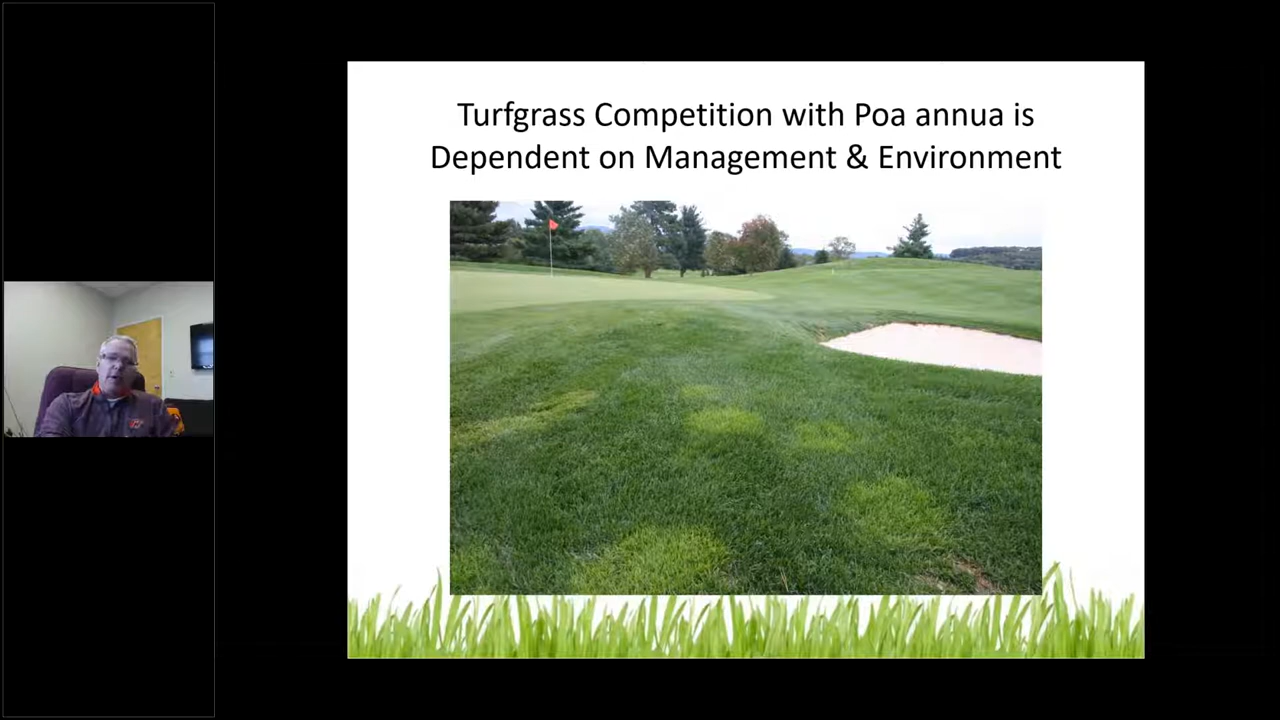 Turfgrass Competition with Poa annua is
Dependent on Management & Environment